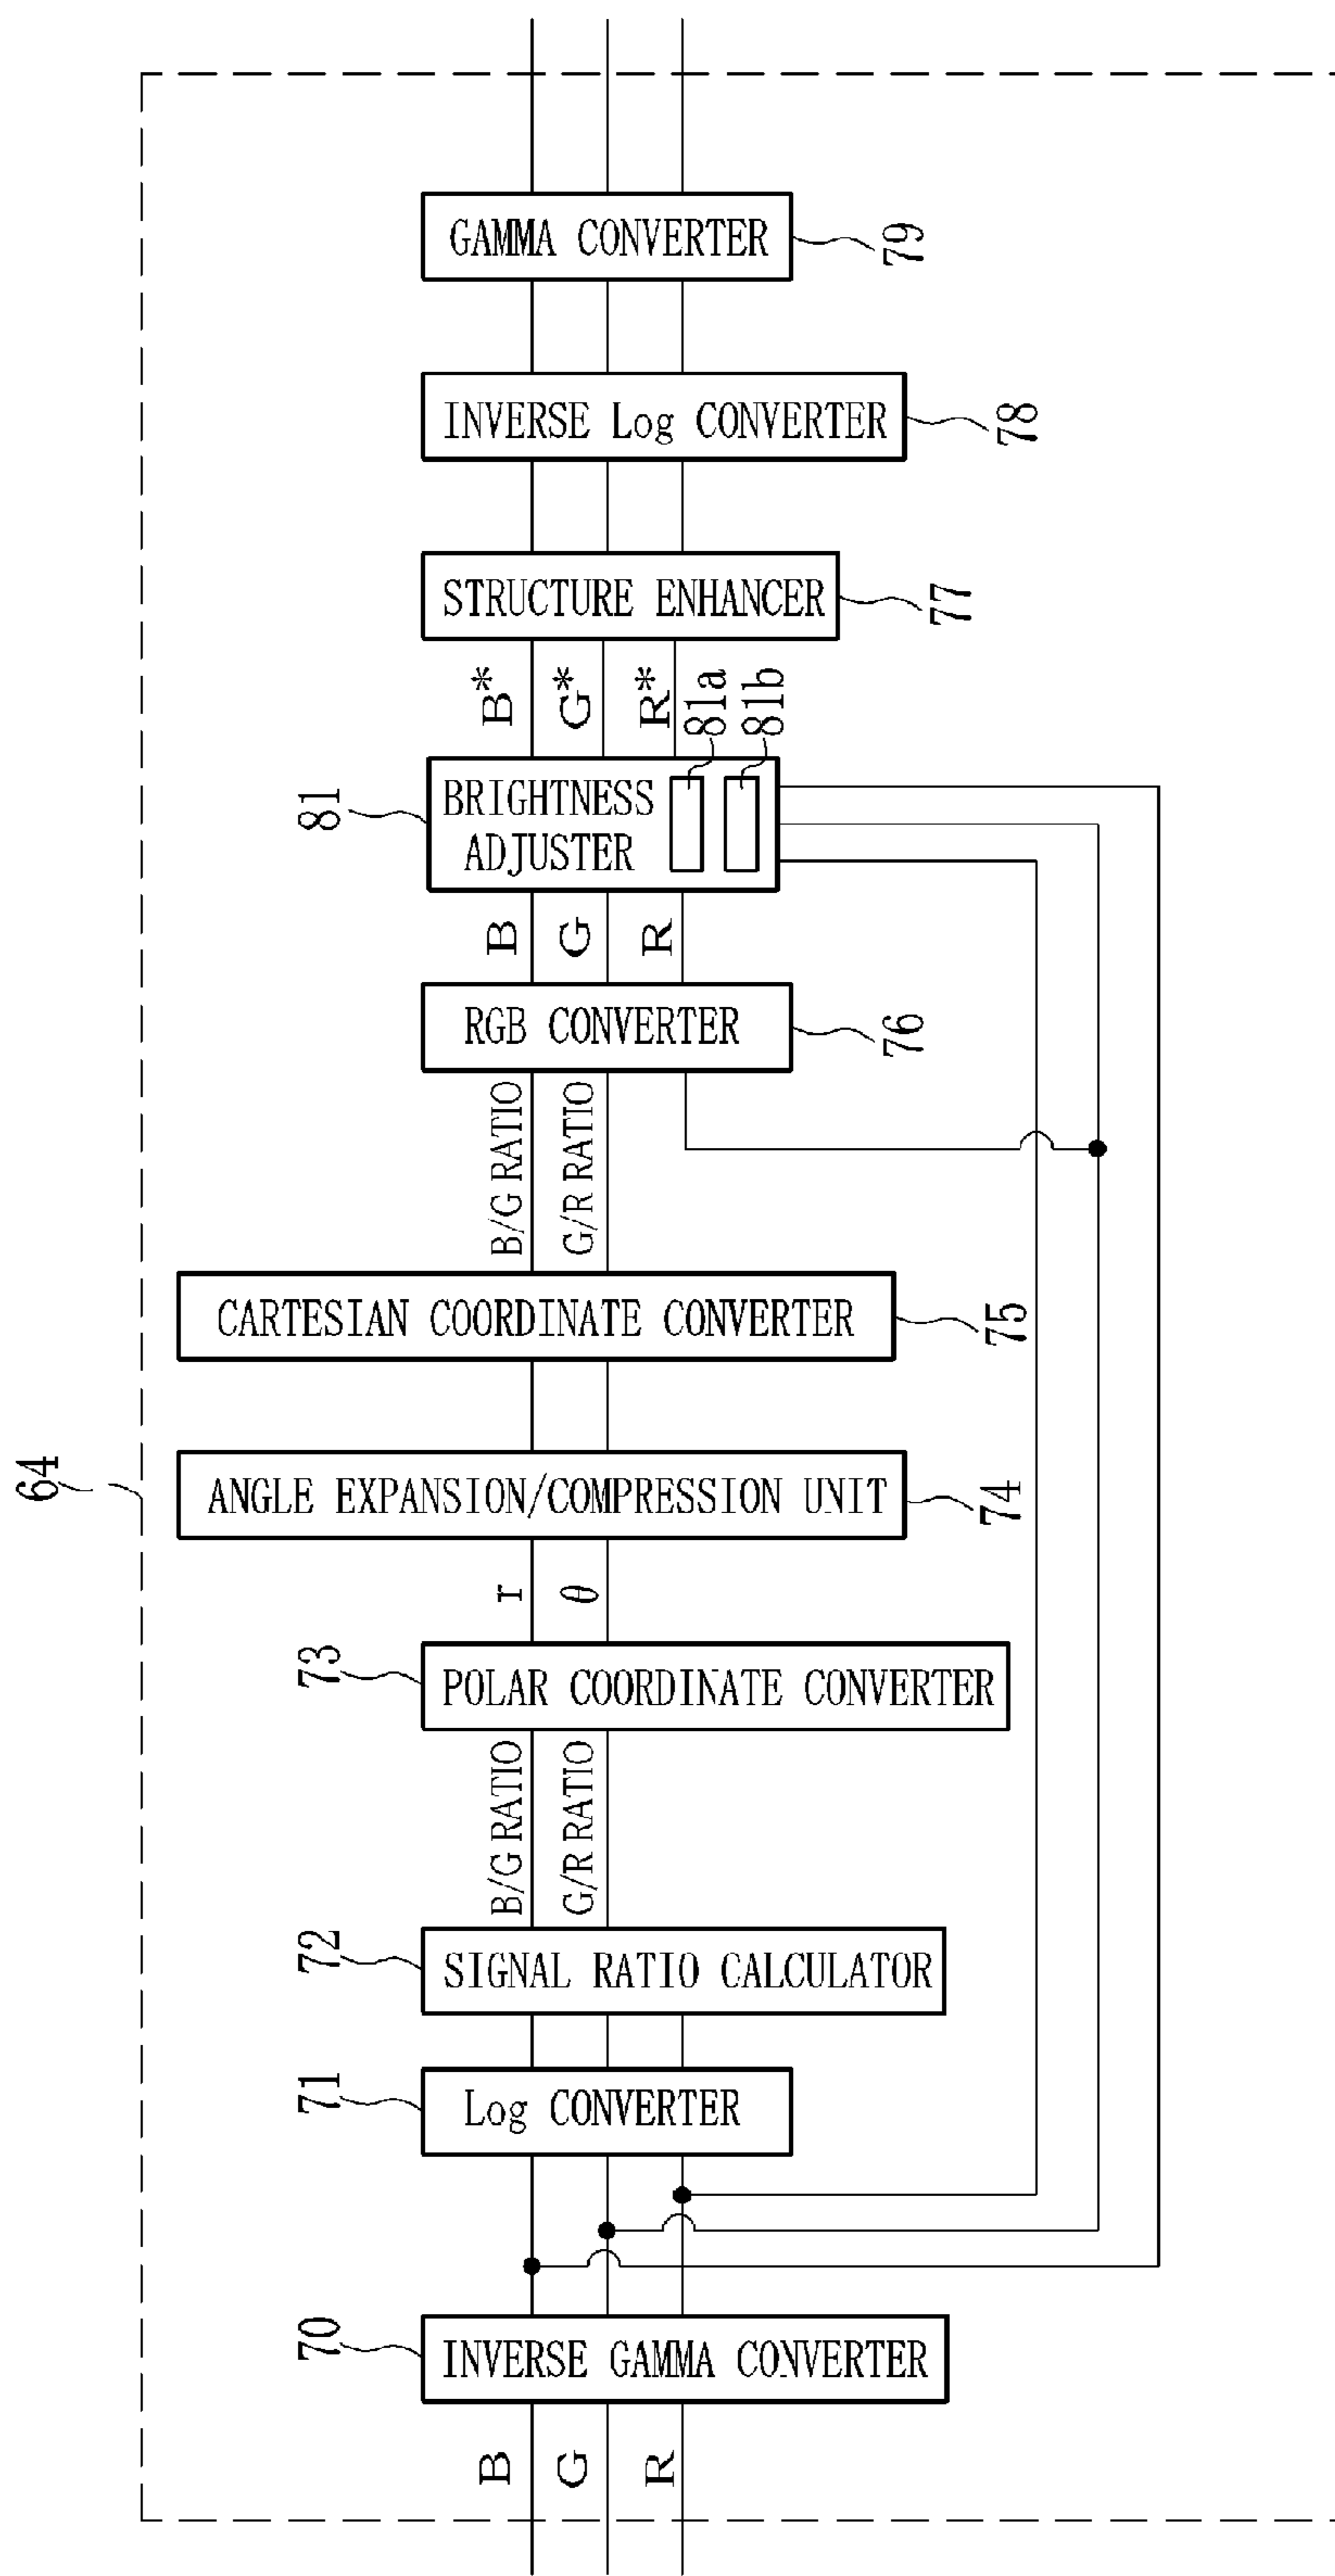 64
B
G
R
70
INVERSE GAMMA CONVERTER
71
Log CONVERTER
72
SIGNAL RATIO CALCULATOR
B/G RATIO
G/R RATIO
73
POLAR COORDINATE CONVERTER
r
θ
ANGLE EXPANSION/COMPRESSION UNIT
74
CARTESIAN COORDINATE CONVERTER
75
B/G RATIO
G/R RATIO
RGB CONVERTER
76
B
G
R
81
BRIGHTNESS
ADJUSTER
81a
81b
B*
G*
R*
STRUCTURE ENHANCER
77
INVERSE Log CONVERTER
78
GAMMA CONVERTER
79